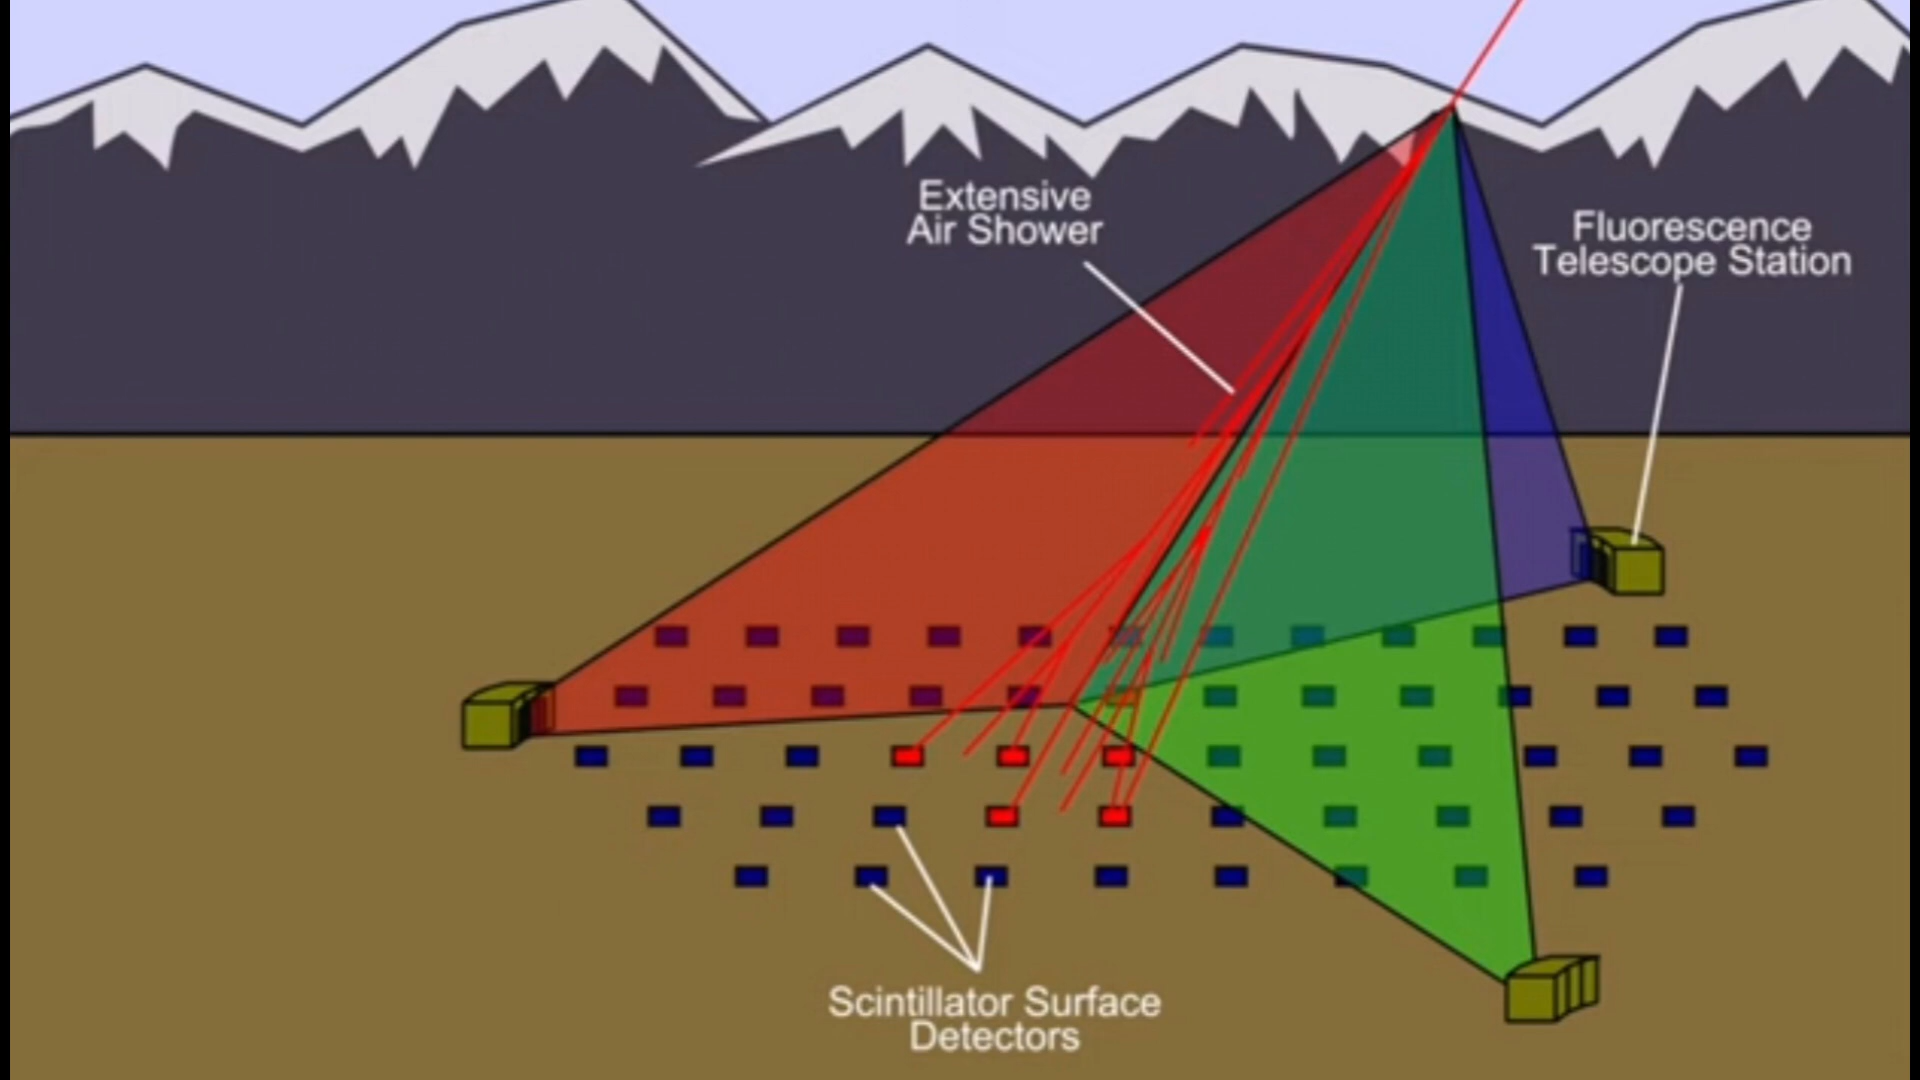 Extensive
Air Shower
Fluorescence
Telescope Station
Scintillator Surface
Detectors